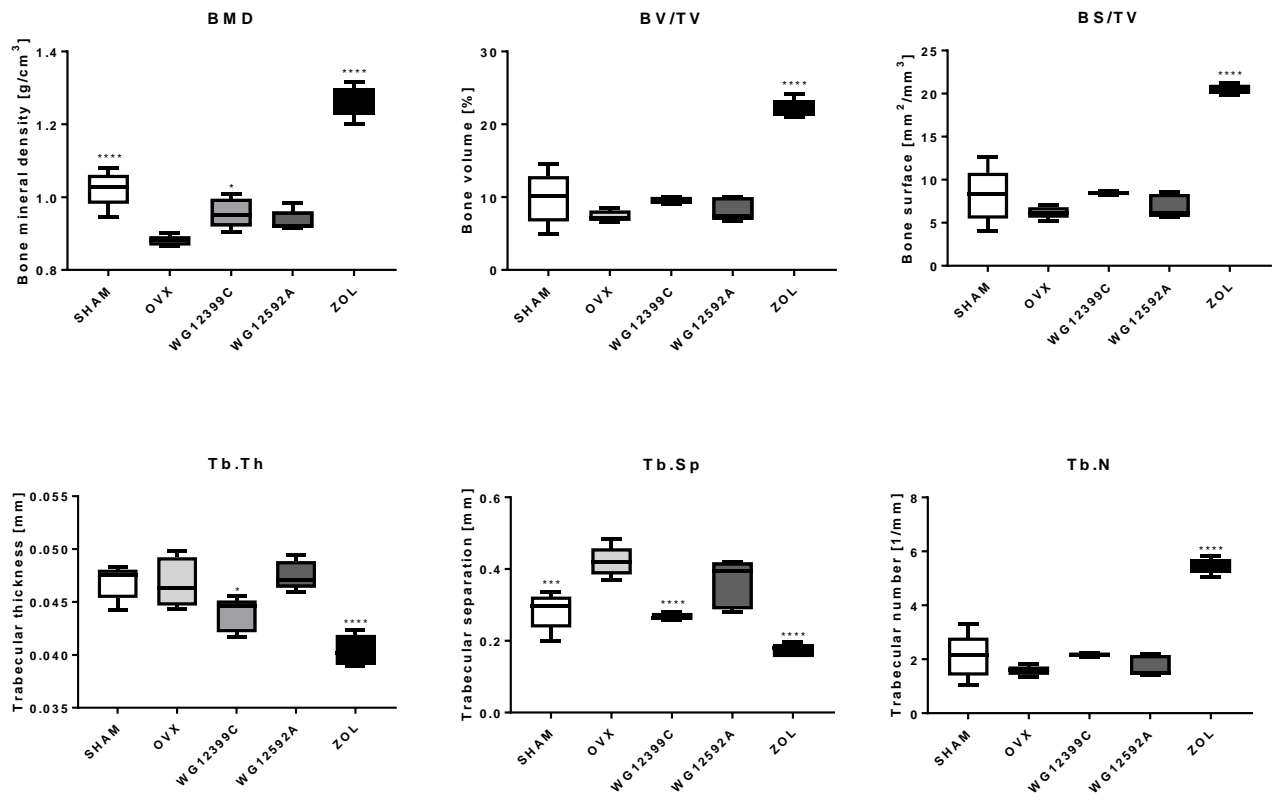 BMD
Bone mineral density [g/cm³]
1.4
1.2
1.0
0.8
****
*
****
SHAM
OVX
WG12399C
WG12592A
ZOL
BV/TV
Bone volume [%]
30
20
10
0
****
SHAM
OVX
WG12399C
WG12592A
ZOL
BS/TV
Bone surface [mm²/mm³]
25
20
15
10
5
0
****
SHAM
OVX
WG12399C
WG12592A
ZOL
Tb.Th
Trabecular thickness [mm]
0.055
0.050
0.045
0.040
0.035
*
****
SHAM
OVX
WG12399C
WG12592A
ZOL
Tb.Sp
Trabecular separation [mm]
0.6
0.4
0.2
0.0
***
****
****
SHAM
OVX
WG12399C
WG12592A
ZOL
Tb.N
Trabecular number [1/mm]
8
6
4
2
0
****
SHAM
OVX
WG12399C
WG12592A
ZOL